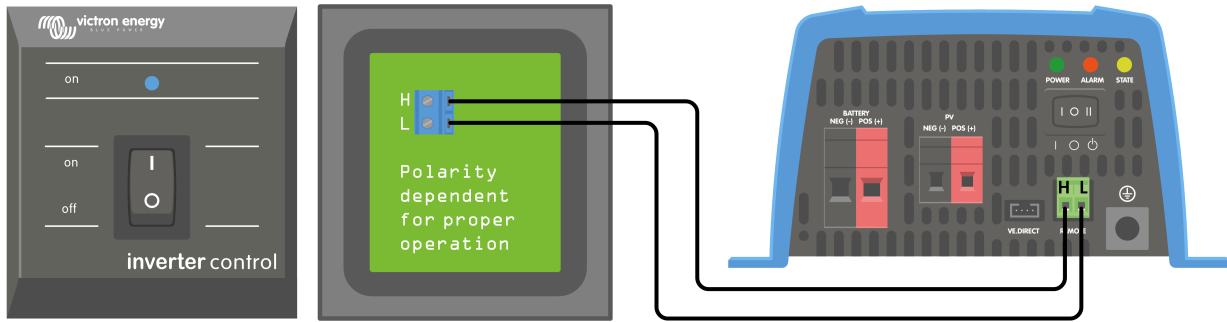 victron energy
BLUE POWER
on
on
I
O
off
inverter control
H
L
Polarity
dependent
for proper
operation
POWER ALARM STATE
I O II
I O ⏻
BATTERY
NEG (-) POS (+)
PV
NEG (-) POS (+)
H L
VE.DIRECT
REMOTE